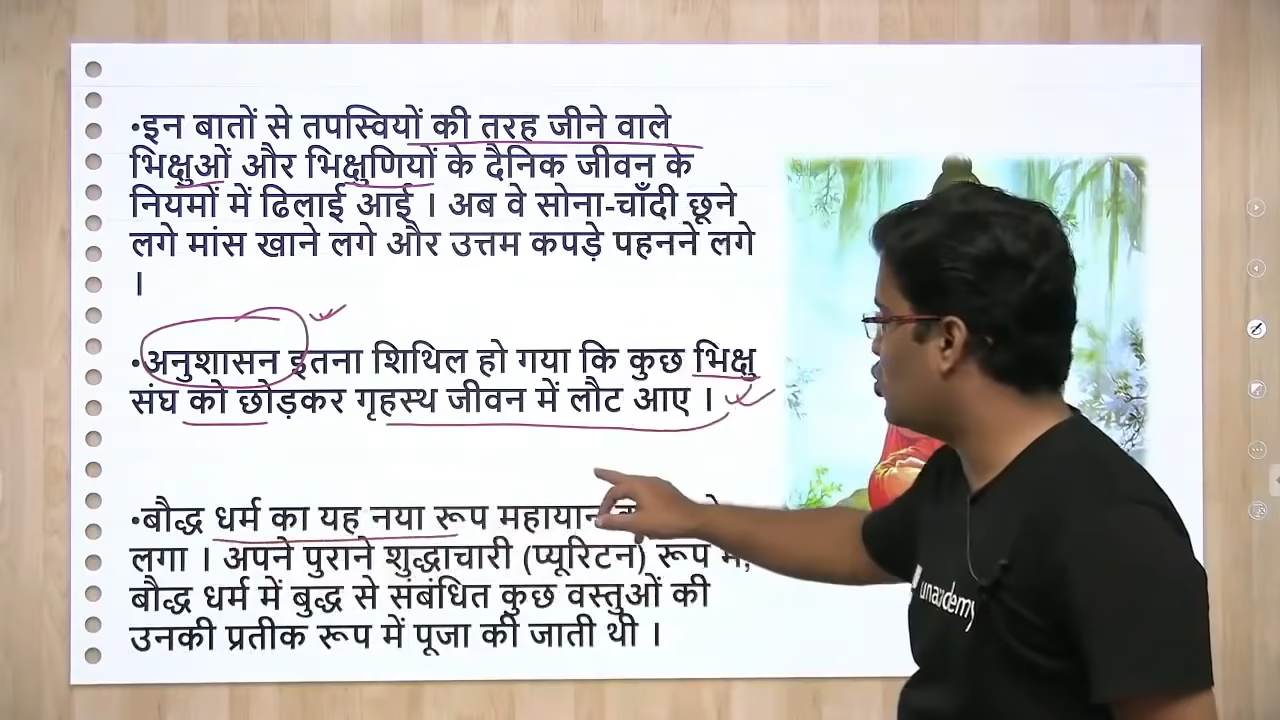 •इन बातों से तपस्वियों की तरह जीने वाले
भिक्षुओं और भिक्षुणियों के दैनिक जीवन के
नियमों में ढिलाई आई । अब वे सोना-चाँदी छूने
लगे मांस खाने लगे और उत्तम कपड़े पहनने लगे
।
•अनुशासन इतना शिथिल हो गया कि कुछ भिक्षु
संघ को छोड़कर गृहस्थ जीवन में लौट आए ।
•बौद्ध धर्म का यह नया रूप महायान
लगा । अपने पुराने शुद्धाचारी (प्यूरिटन) रूप में,
बौद्ध धर्म में बुद्ध से संबंधित कुछ वस्तुओं की
उनकी प्रतीक रूप में पूजा की जाती थी ।
unacademy